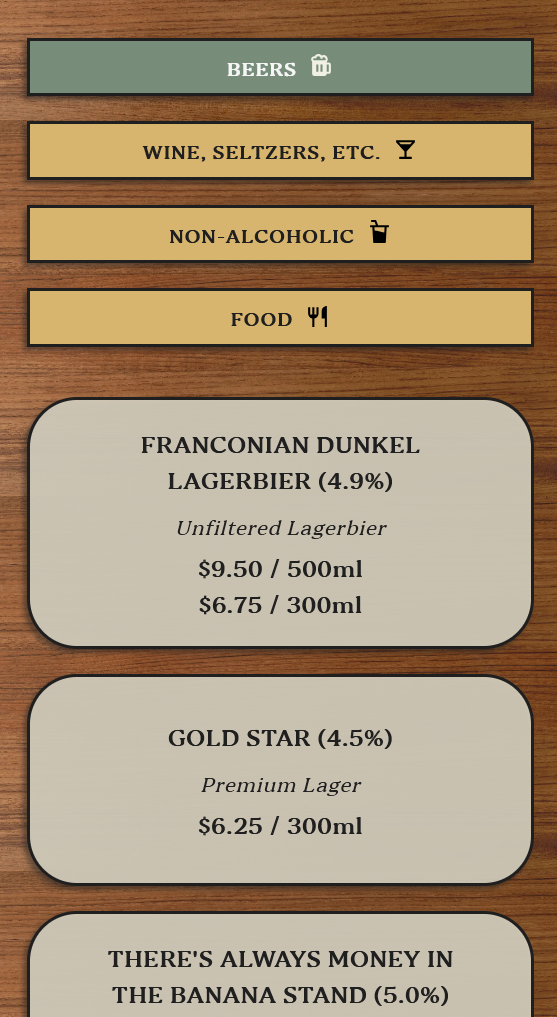 BEERS
WINE, SELTZERS, ETC.
NON-ALCOHOLIC
FOOD
FRANCONIAN DUNKEL
LAGERBIER (4.9%)
Unfiltered Lagerbier
$9.50 / 500ml
$6.75 / 300ml
GOLD STAR (4.5%)
Premium Lager
$6.25 / 300ml
THERE'S ALWAYS MONEY IN
THE BANANA STAND (5.0%)